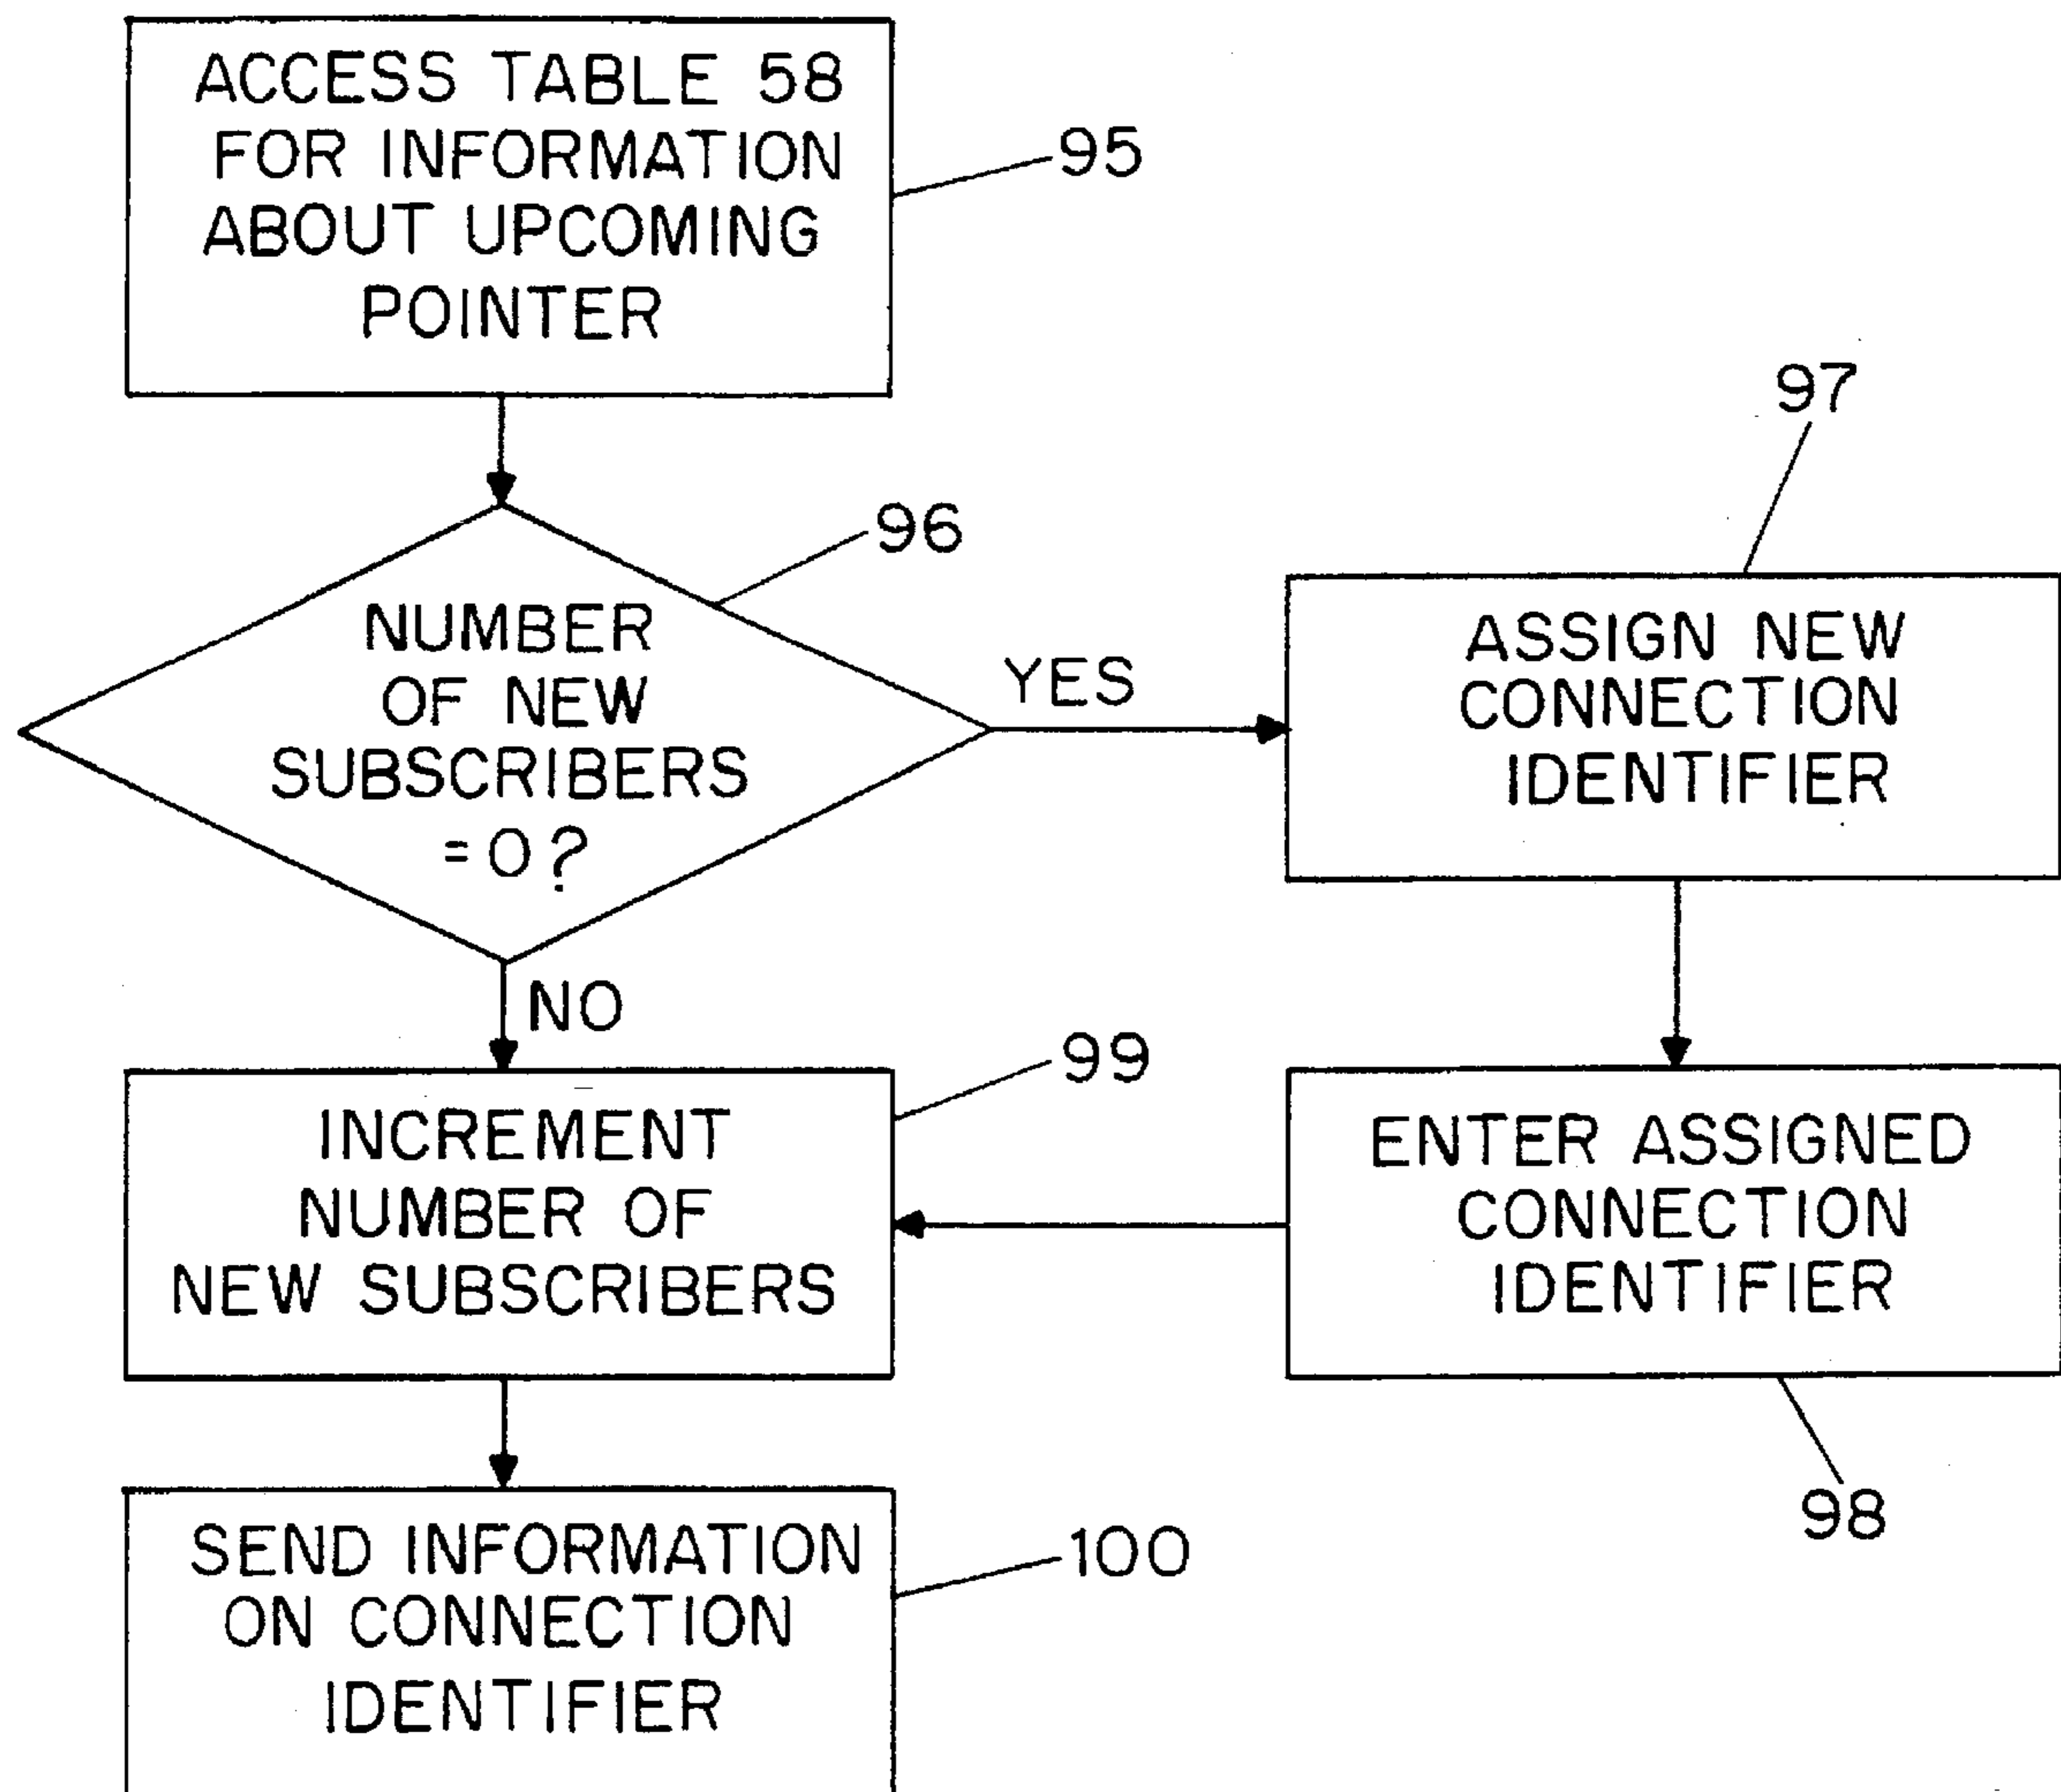 ACCESS TABLE 58
FOR INFORMATION
ABOUT UPCOMING
POINTER
95
96
NUMBER
OF NEW
SUBSCRIBERS
= 0 ?
YES
NO
97
ASSIGN NEW
CONNECTION
IDENTIFIER
ENTER ASSIGNED
CONNECTION
IDENTIFIER
98
99
INCREMENT
NUMBER OF
NEW SUBSCRIBERS
SEND INFORMATION
ON CONNECTION
IDENTIFIER
100